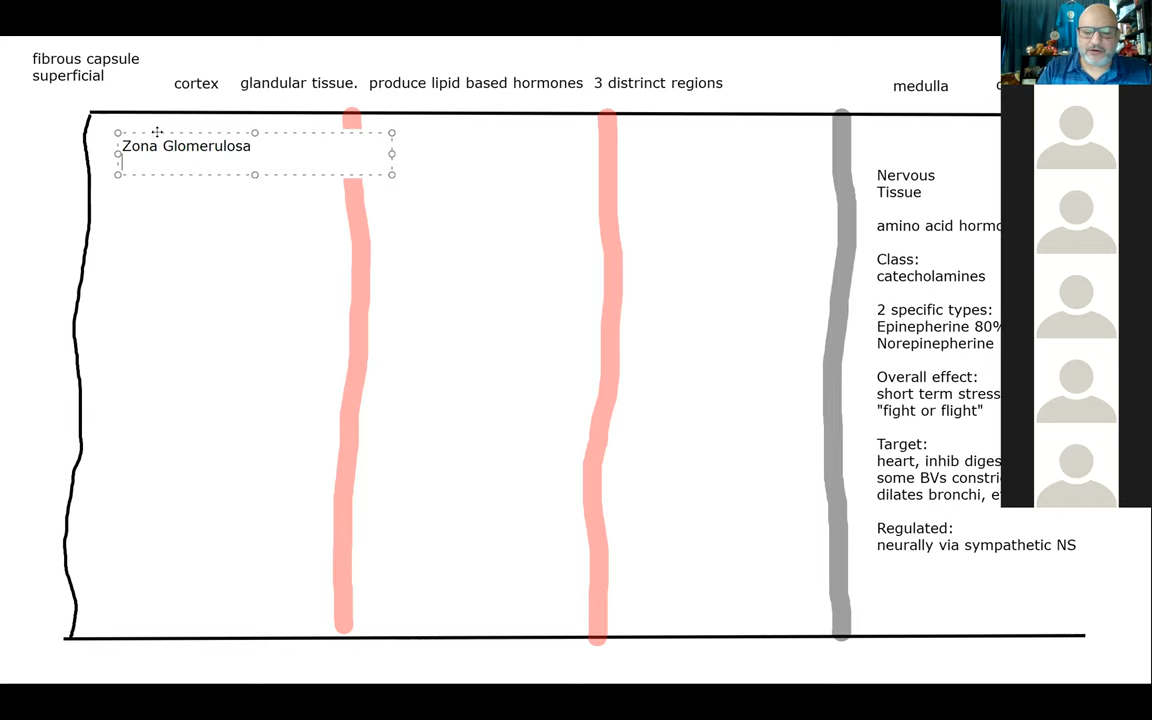 fibrous capsule
superficial
cortex glandular tissue. produce lipid based hormones 3 distrinct regions
medulla
Zona Glomerulosa
Nervous
Tissue
amino acid
Class:
catecholamines
2 specific types:
Epinepherine 80%
Norepinepherine
Overall effect:
short term stress
"fight or flight"
Target:
heart, inhib
some BVs
dilates bronchi,
Regulated:
neurally via sympathetic NS